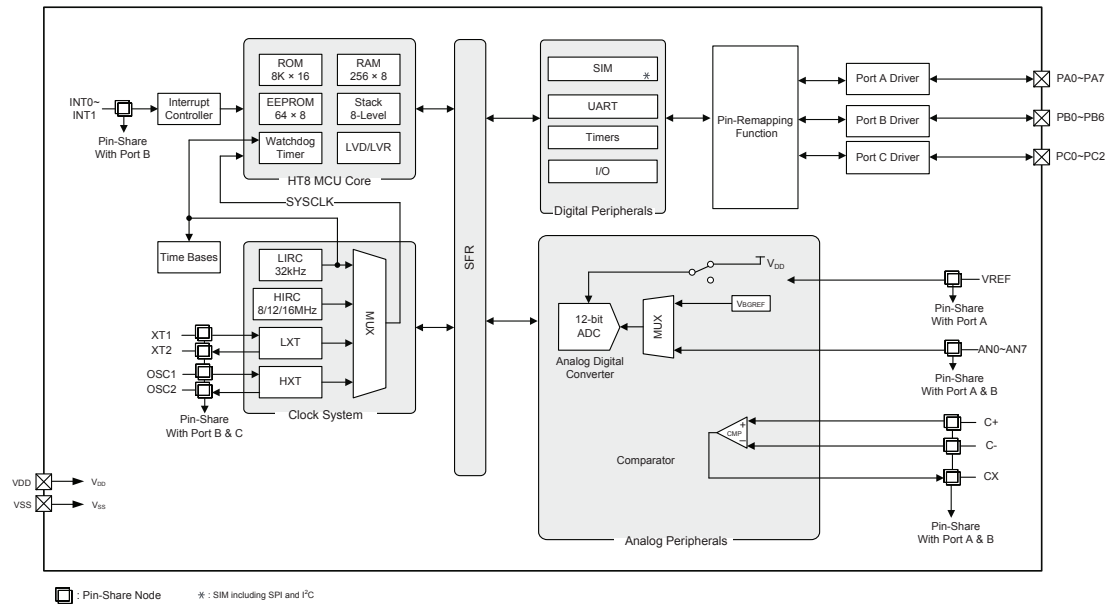 ROM
8K × 16
RAM
256 × 8
EEPROM
64 × 8
Stack
8-Level
Watchdog
Timer
LVD/LVR
HT8 MCU Core
INT0~
INT1
Pin-Share
With Port B
Interrupt
Controller
SYSCLK
Time Bases
LIRC
32kHz
HIRC
8/12/16MHz
LXT
HXT
MUX
Clock System
XT1
XT2
OSC1
OSC2
Pin-Share
With Port B & C
VDD
VDD
VSS
VSS
SFR
SIM
*
UART
Timers
I/O
Digital Peripherals
Pin-Remapping
Function
Port A Driver
Port B Driver
Port C Driver
PA0~PA7
PB0~PB6
PC0~PC2
VDD
VBGREF
12-bit
ADC
MUX
Analog Digital
Converter
CMP
+
−
Comparator
Analog Peripherals
VREF
Pin-Share
With Port A
AN0~AN7
Pin-Share
With Port A & B
C+
C-
CX
Pin-Share
With Port A & B
: Pin-Share Node
* : SIM including SPI and I²C